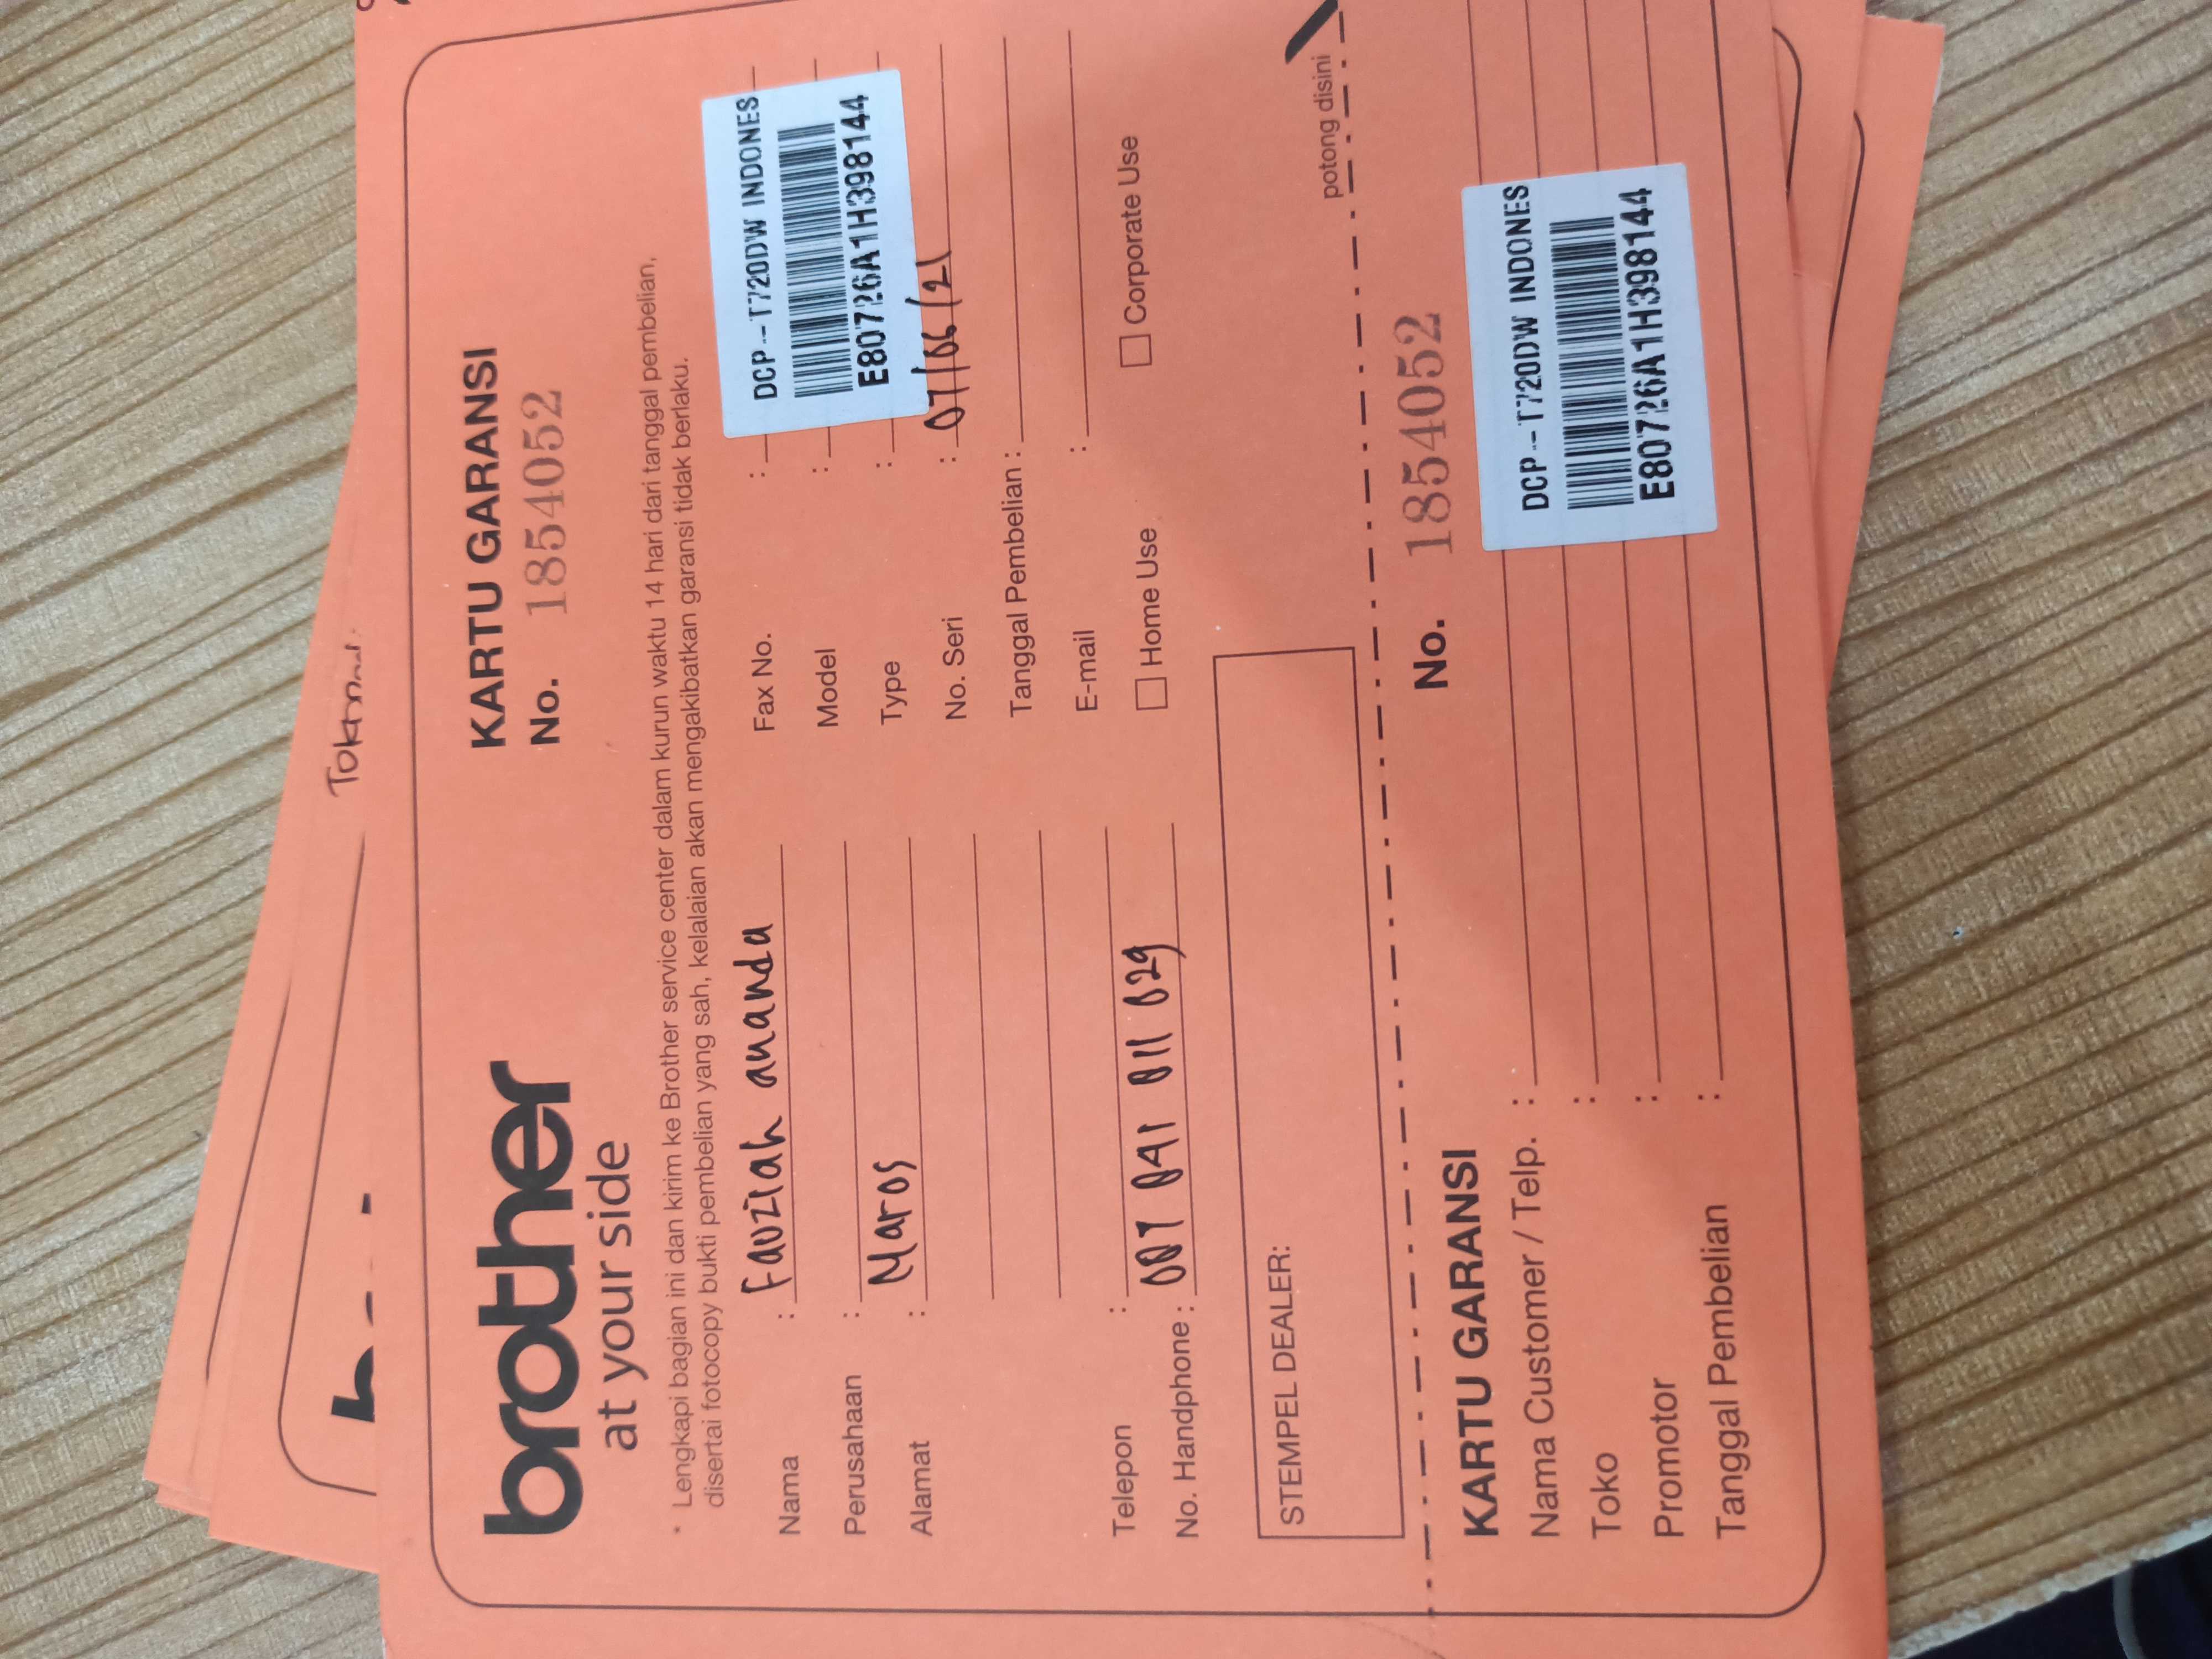 brother
at your side
KARTU GARANSI
No. 1854052
* Lengkapi bagian ini dan kirim ke Brother service center dalam kurun waktu 14 hari dari tanggal pembelian,
disertai fotocopy bukti pembelian yang sah, kelalaian akan mengakibatkan garansi tidak berlaku.
Nama : Fauziah ananda
Perusahaan :
Alamat : Maros
Telepon :
No. Handphone : 087 841 811 829
Fax No. :
Model :
Type :
No. Seri : 07/06/21
Tanggal Pembelian :
E-mail :
☐ Home Use ☐ Corporate Use
DCP--T720DW INDONES
E80726A1H398144
STEMPEL DEALER:
potong disini
KARTU GARANSI
No. 1854052
Nama Customer / Telp. :
Toko :
Promotor :
Tanggal Pembelian :
DCP--T720DW INDONES
E80726A1H398144